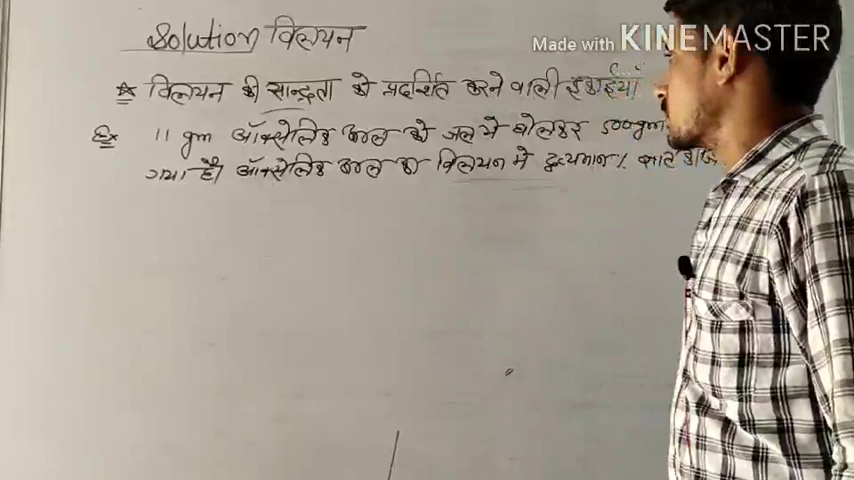 Solution विलयन
Made with KINEMASTER
* विलयन की सान्द्रता को प्रदर्शित करने वाली इकाइयाँ
Ex 11 gm ऑक्सेलिक अम्ल को जल मे घोलकर 500gm
गया है। ऑक्सेलिक अम्ल का विलयन मे द्रव्यमान % ज्ञात